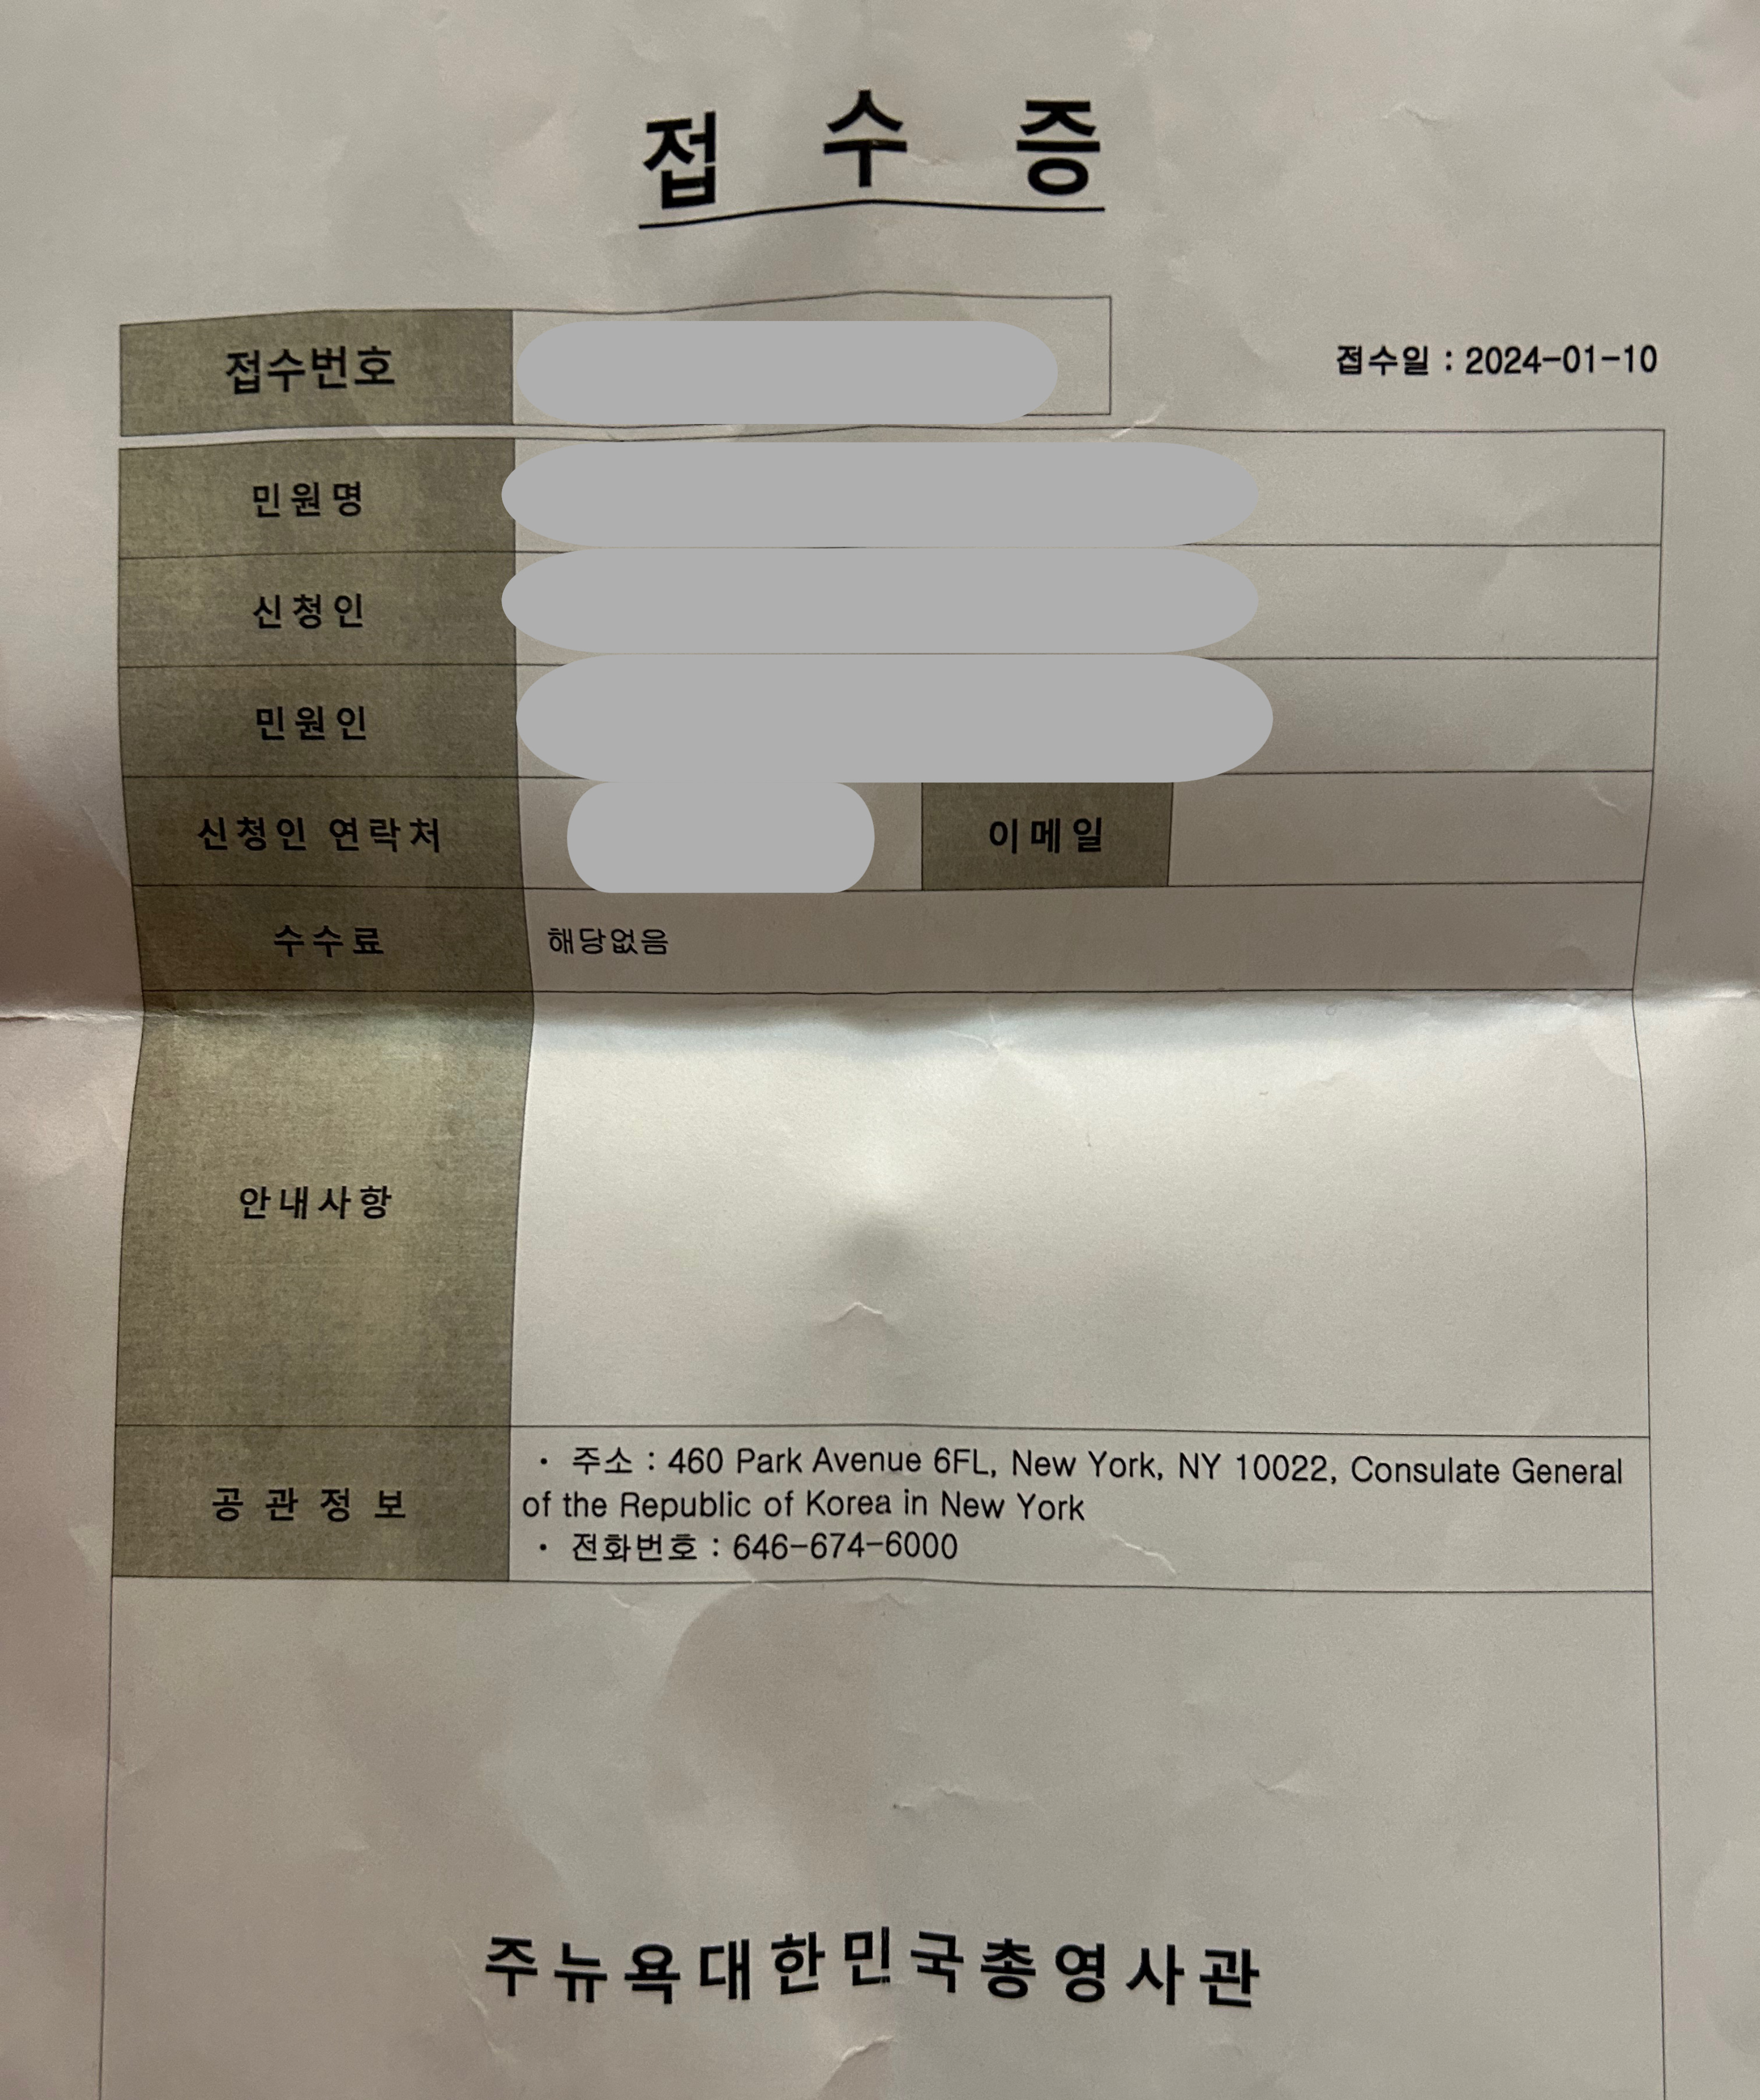 접 수 증
접수번호
접수일 : 2024-01-10
민원명
신청인
민원인
신청인 연락처 이메일
수수료 해당없음
안내사항
공 관 정 보
· 주소 : 460 Park Avenue 6FL, New York, NY 10022, Consulate General
of the Republic of Korea in New York
· 전화번호 : 646-674-6000
주뉴욕대한민국총영사관